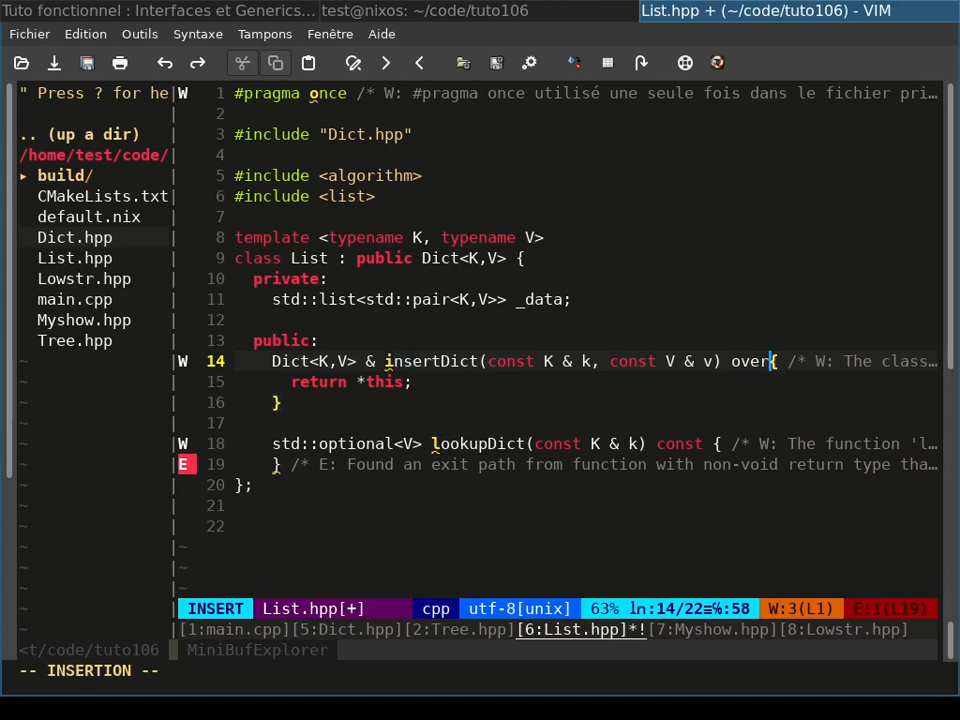 Tuto fonctionnel : Interfaces et Generics... test@nixos: ~/code/tuto106 List.hpp + (~/code/tuto106) - VIM
Fichier Edition Outils Syntaxe Tampons Fenêtre Aide
" Press ? for he
.. (up a dir)
/home/test/code/
▸ build/
CMakeLists.txt
default.nix
Dict.hpp
List.hpp
Lowstr.hpp
main.cpp
Myshow.hpp
Tree.hpp
<t/code/tuto106
W 1 #pragma once /* W: #pragma once utilisé une seule fois dans le fichier pri…
2
3 #include "Dict.hpp"
4
5 #include <algorithm>
6 #include <list>
7
8 template <typename K, typename V>
9 class List : public Dict<K,V> {
10 private:
11 std::list<std::pair<K,V>> _data;
12
13 public:
W 14 Dict<K,V> & insertDict(const K & k, const V & v) over{ /* W: The class…
15 return *this;
16 }
17
W 18 std::optional<V> lookupDict(const K & k) const { /* W: The function 'l…
E 19 } /* E: Found an exit path from function with non-void return type tha…
20 };
21
22
INSERT List.hpp[+] cpp utf-8[unix] 63% ln:14/22≡℅:58 W:3(L1) E:1(L19)
[1:main.cpp][5:Dict.hpp][2:Tree.hpp][6:List.hpp]*![7:Myshow.hpp][8:Lowstr.hpp]
MiniBufExplorer
-- INSERTION --